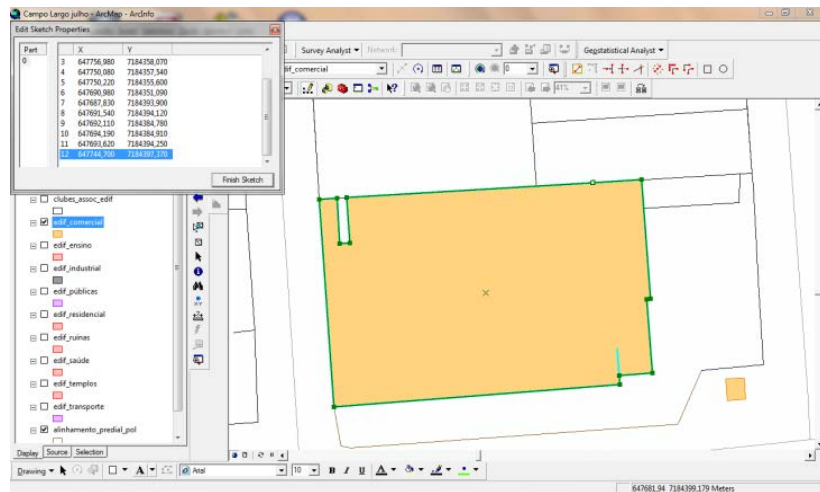 Campo Largo julho - ArcMap - ArcInfo
Edit Sketch Properties
Part X Y
0
3 647756,980 7184358,070
4 647750,080 7184357,540
5 647750,220 7184355,600
6 647690,980 7184351,090
7 647687,830 7184393,900
8 647691,540 7184394,120
9 647692,110 7184384,780
10 647694,190 7184384,910
11 647693,620 7184394,250
12 647744,700 7184397,370
Finish Sketch
Survey Analyst Network:
Geostatistical Analyst
dif_comercial
0
41%
clubes_assoc_edif
edif_comercial
edif_ensino
edif_industrial
edif_públicas
edif_residencial
edif_ruinas
edif_saúde
edif_templos
edif_transporte
alinhamento_predial_pol
Display Source Selection
Drawing A Arial 10 B I U A
647681,94 7184399,179 Meters